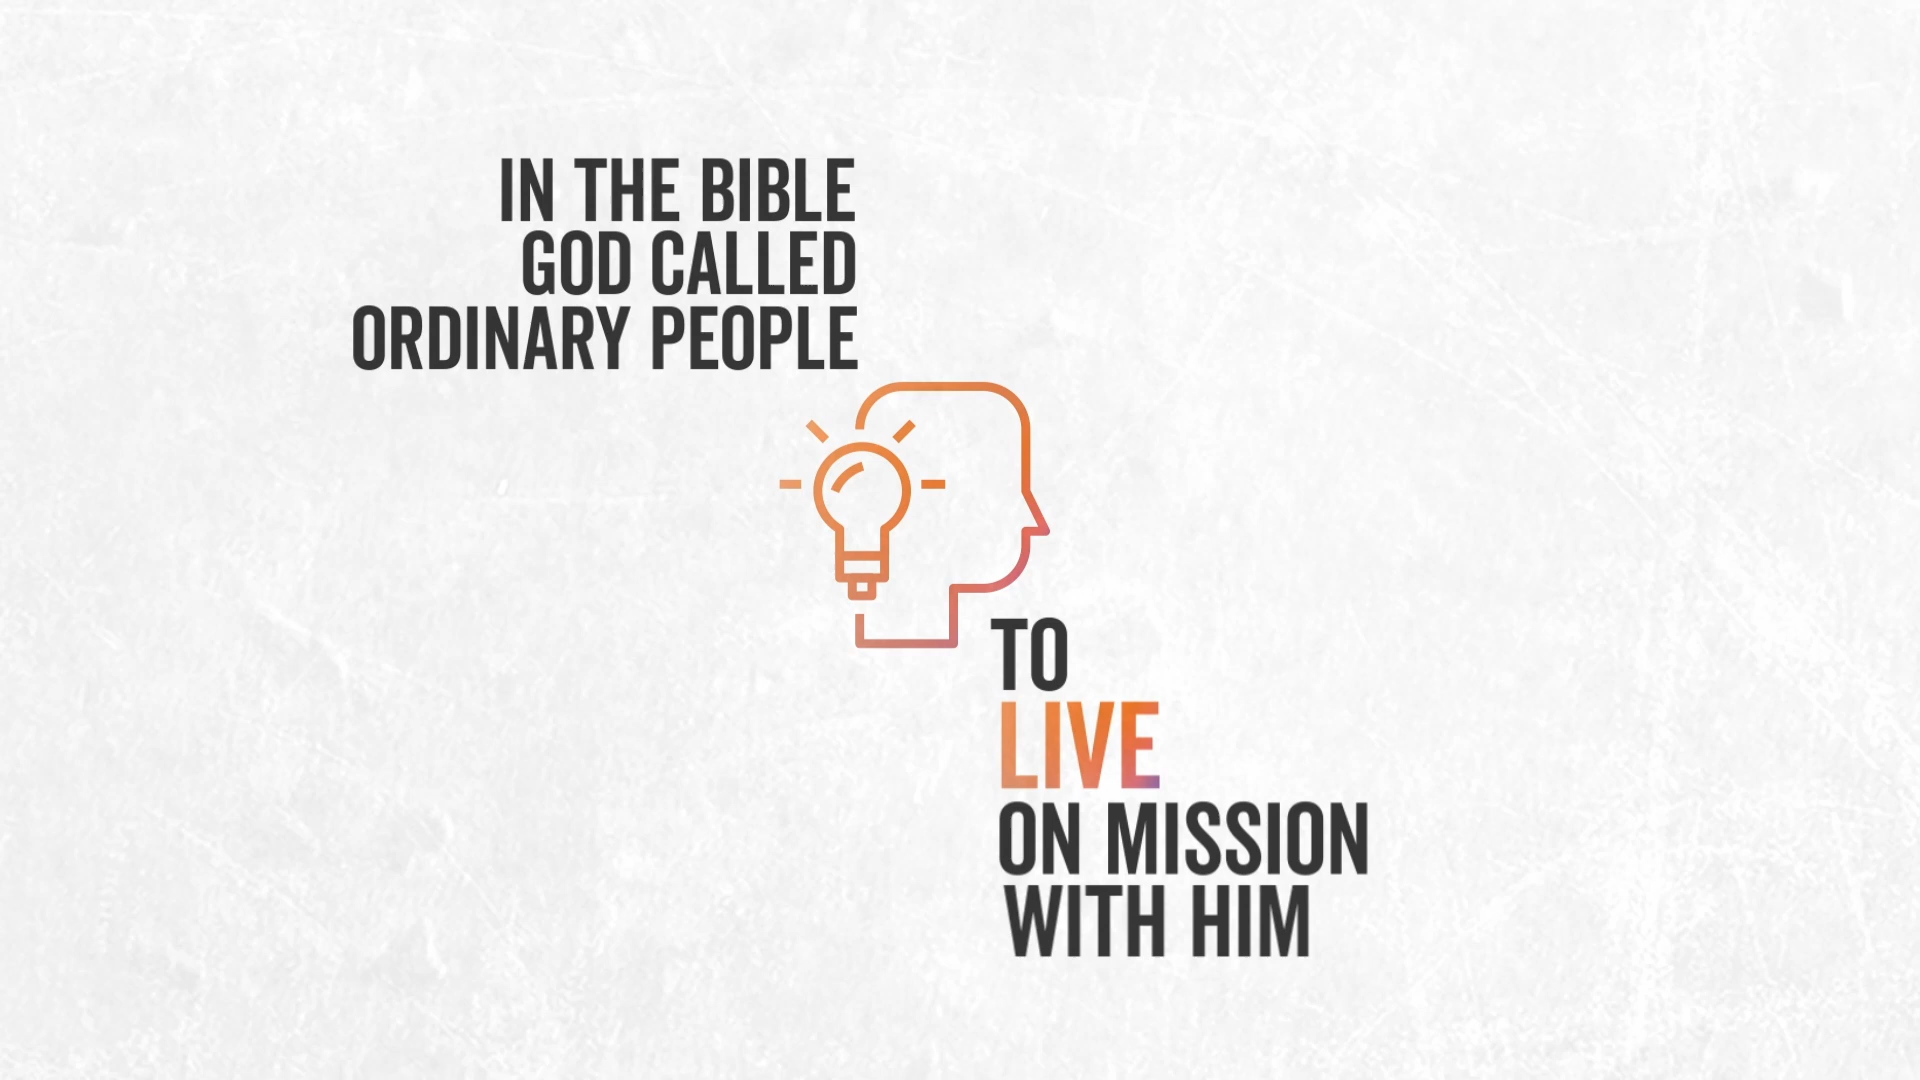 IN THE BIBLE
GOD CALLED
ORDINARY PEOPLE
TO
LIVE
ON MISSION
WITH HIM